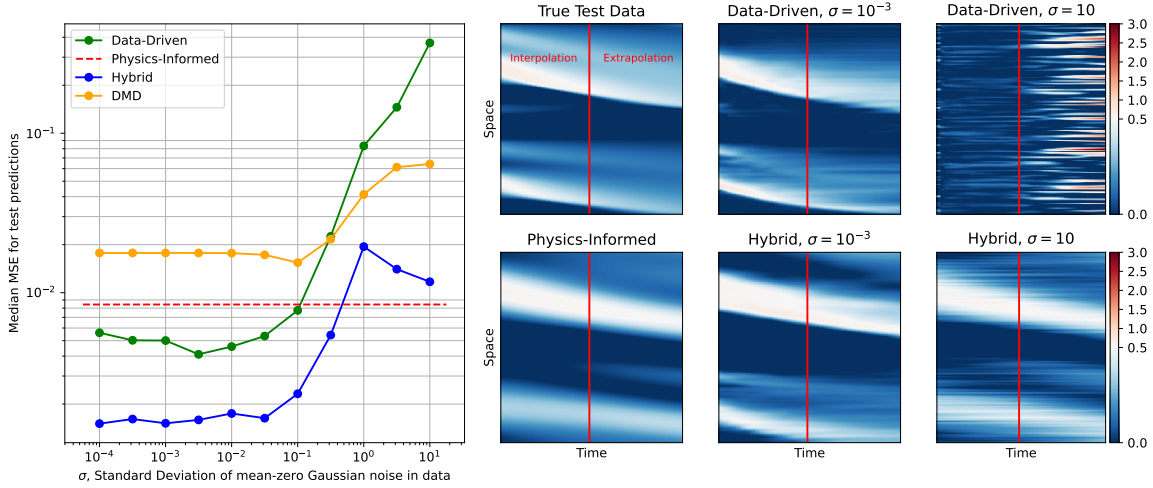 Data-Driven
Physics-Informed
Hybrid
DMD
10⁻¹
10⁻²
Median MSE for test predictions
10⁻⁴
10⁻³
10⁻²
10⁻¹
10⁰
10¹
σ, Standard Deviation of mean-zero Gaussian noise in data
True Test Data
Interpolation
Extrapolation
Space
Data-Driven, σ = 10⁻³
Data-Driven, σ = 10
3.0
2.5
2.0
1.5
1.0
0.5
0.0
Physics-Informed
Space
Time
Hybrid, σ = 10⁻³
Time
Hybrid, σ = 10
Time
3.0
2.5
2.0
1.5
1.0
0.5
0.0